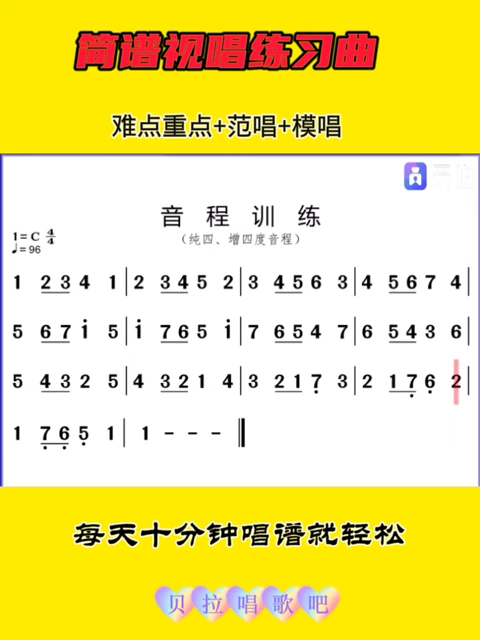 简谱视唱练习曲
难点重点+范唱+模唱
音 程 训 练
(纯四、增四度音程)
1=C 4/4
♩=96
1 2 3 4 1 | 2 3 4 5 2 | 3 4 5 6 3 | 4 5 6 7 4 |
5 6 7 i 5 | i 7 6 5 i | 7 6 5 4 7 | 6 5 4 3 6 |
5 4 3 2 5 | 4 3 2 1 4 | 3 2 1 7̣ 3 | 2 1 7̣ 6̣ 2 |
1 7̣ 6̣ 5̣ 1 | 1 - - - ‖
每天十分钟唱谱就轻松
贝拉唱歌吧